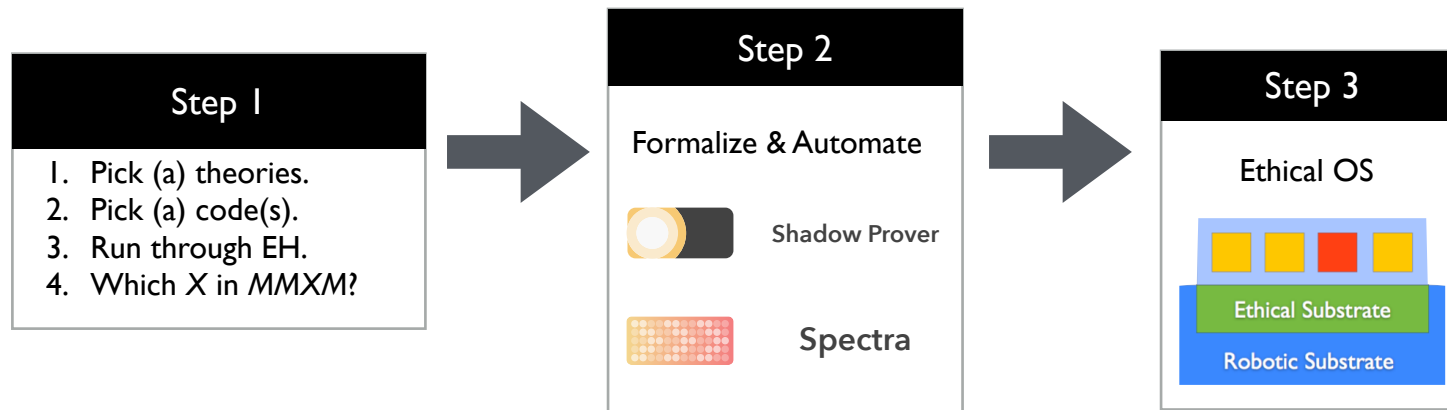 Step 1
1. Pick (a) theories.
2. Pick (a) code(s).
3. Run through EH.
4. Which X in MMXM?
Step 2
Formalize & Automate
Shadow Prover
Spectra
Step 3
Ethical OS
Ethical Substrate
Robotic Substrate